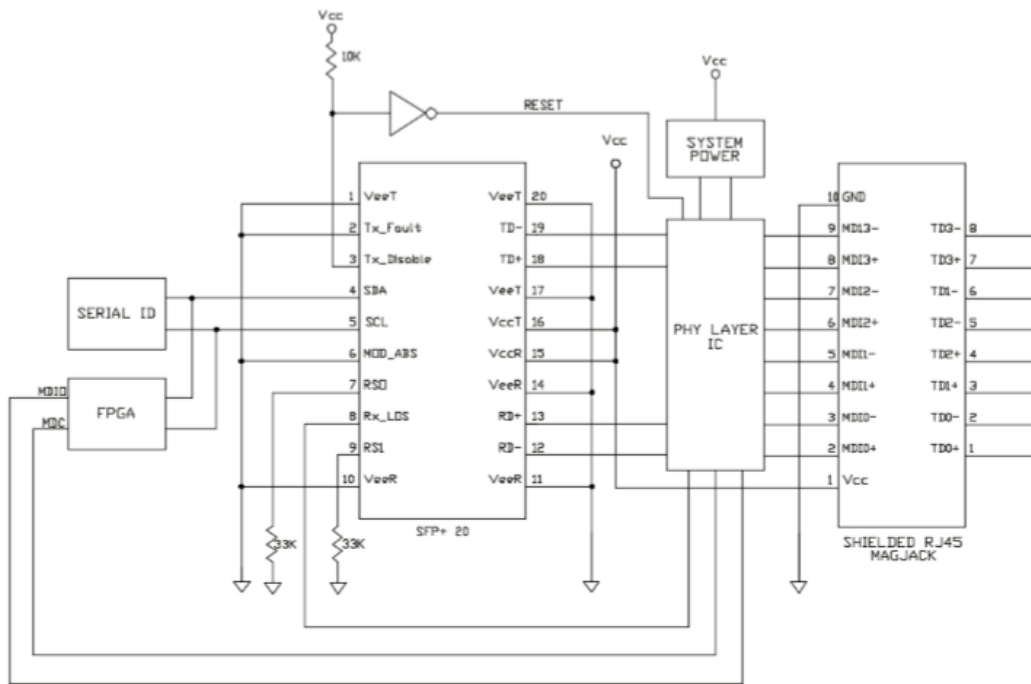 Vcc
10K
RESET
Vcc
SYSTEM
POWER
Vcc
1 VeeT VeeT 20
2 Tx_Fault TD- 19
3 Tx_Disable TD+ 18
4 SDA VeeT 17
5 SCL VccT 16
6 MOD_ABS VccR 15
7 RS0 VeeR 14
8 Rx_LOS RD+ 13
9 RS1 RD- 12
10 VeeR VeeR 11
SFP+ 20
33K
33K
SERIAL ID
MDIO
MDC
FPGA
PHY LAYER
IC
10 GND
9 MDI3- TD3- 8
8 MDI3+ TD3+ 7
7 MDI2- TD1- 6
6 MDI2+ TD2- 5
5 MDI1- TD2+ 4
4 MDI1+ TD1+ 3
3 MDI0- TD0- 2
2 MDI0+ TD0+ 1
1 Vcc
SHIELDED RJ45
MAGJACK